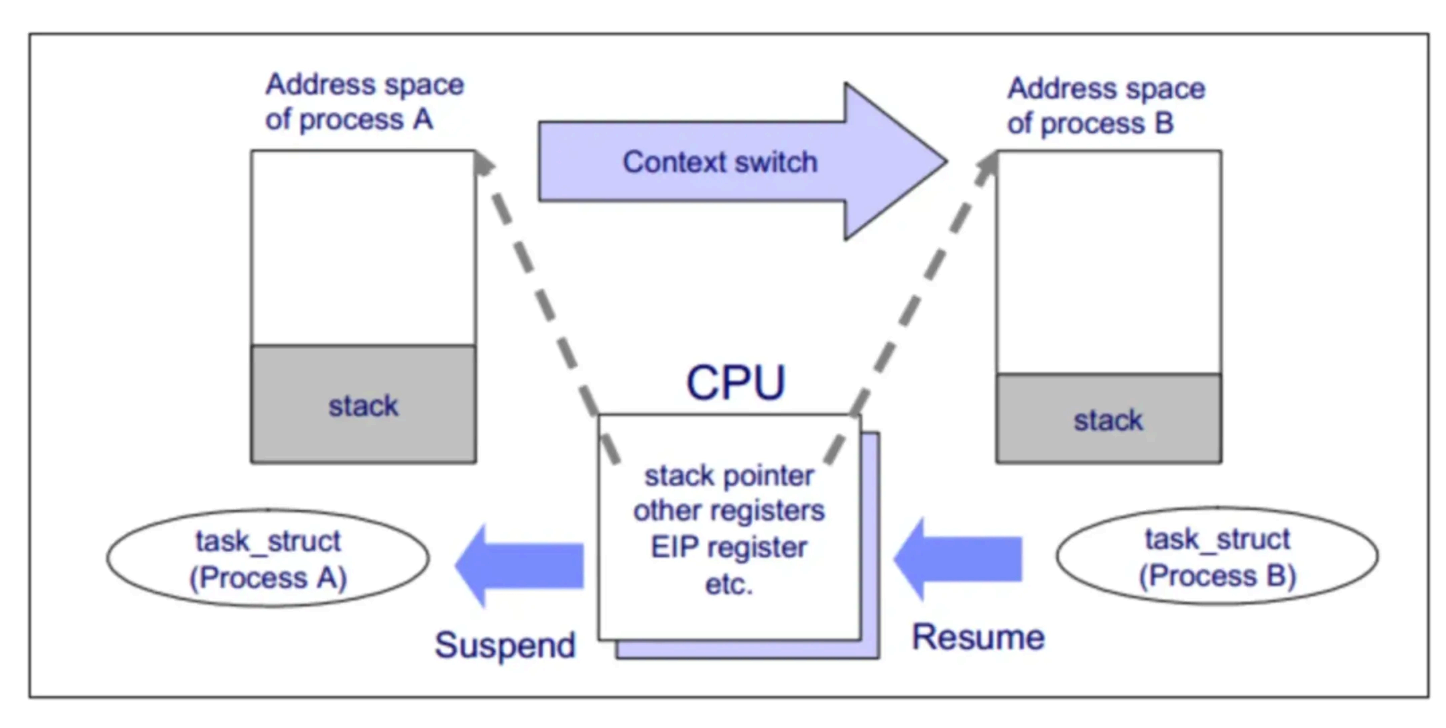 Address space
of process A
Context switch
Address space
of process B
stack
CPU
stack pointer
other registers
EIP register
etc.
stack
task_struct
(Process A)
Suspend
Resume
task_struct
(Process B)